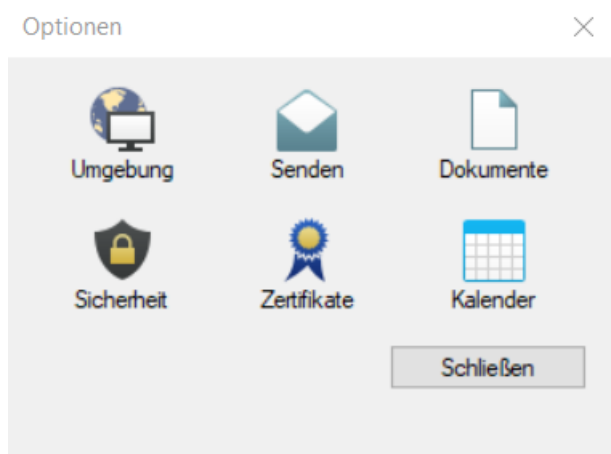 Optionen
Umgebung Senden Dokumente
Sicherheit Zertifikate Kalender
Schließen